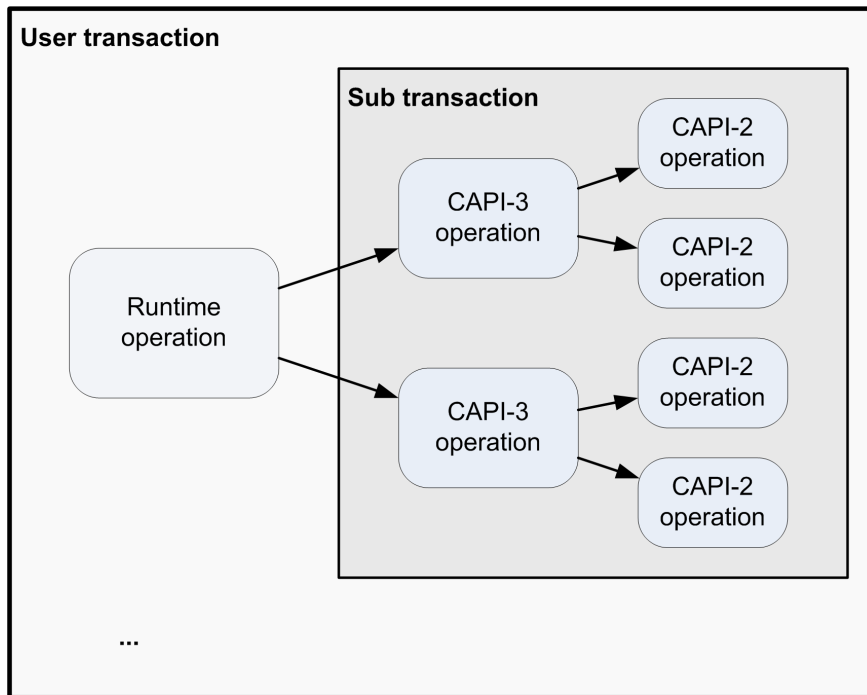 User transaction
Sub transaction
CAPI-2
operation
CAPI-3
operation
CAPI-2
operation
Runtime
operation
CAPI-2
operation
CAPI-3
operation
CAPI-2
operation
...